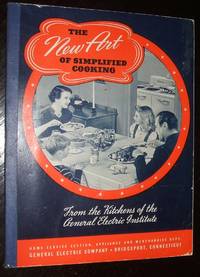 THE
New Art
OF SIMPLIFIED
COOKING
From the Kitchens of the
General Electric Institute
HOME SERVICE SECTION, APPLIANCE AND MERCHANDISE DEPT.
GENERAL ELECTRIC COMPANY • BRIDGEPORT, CONNECTICUT